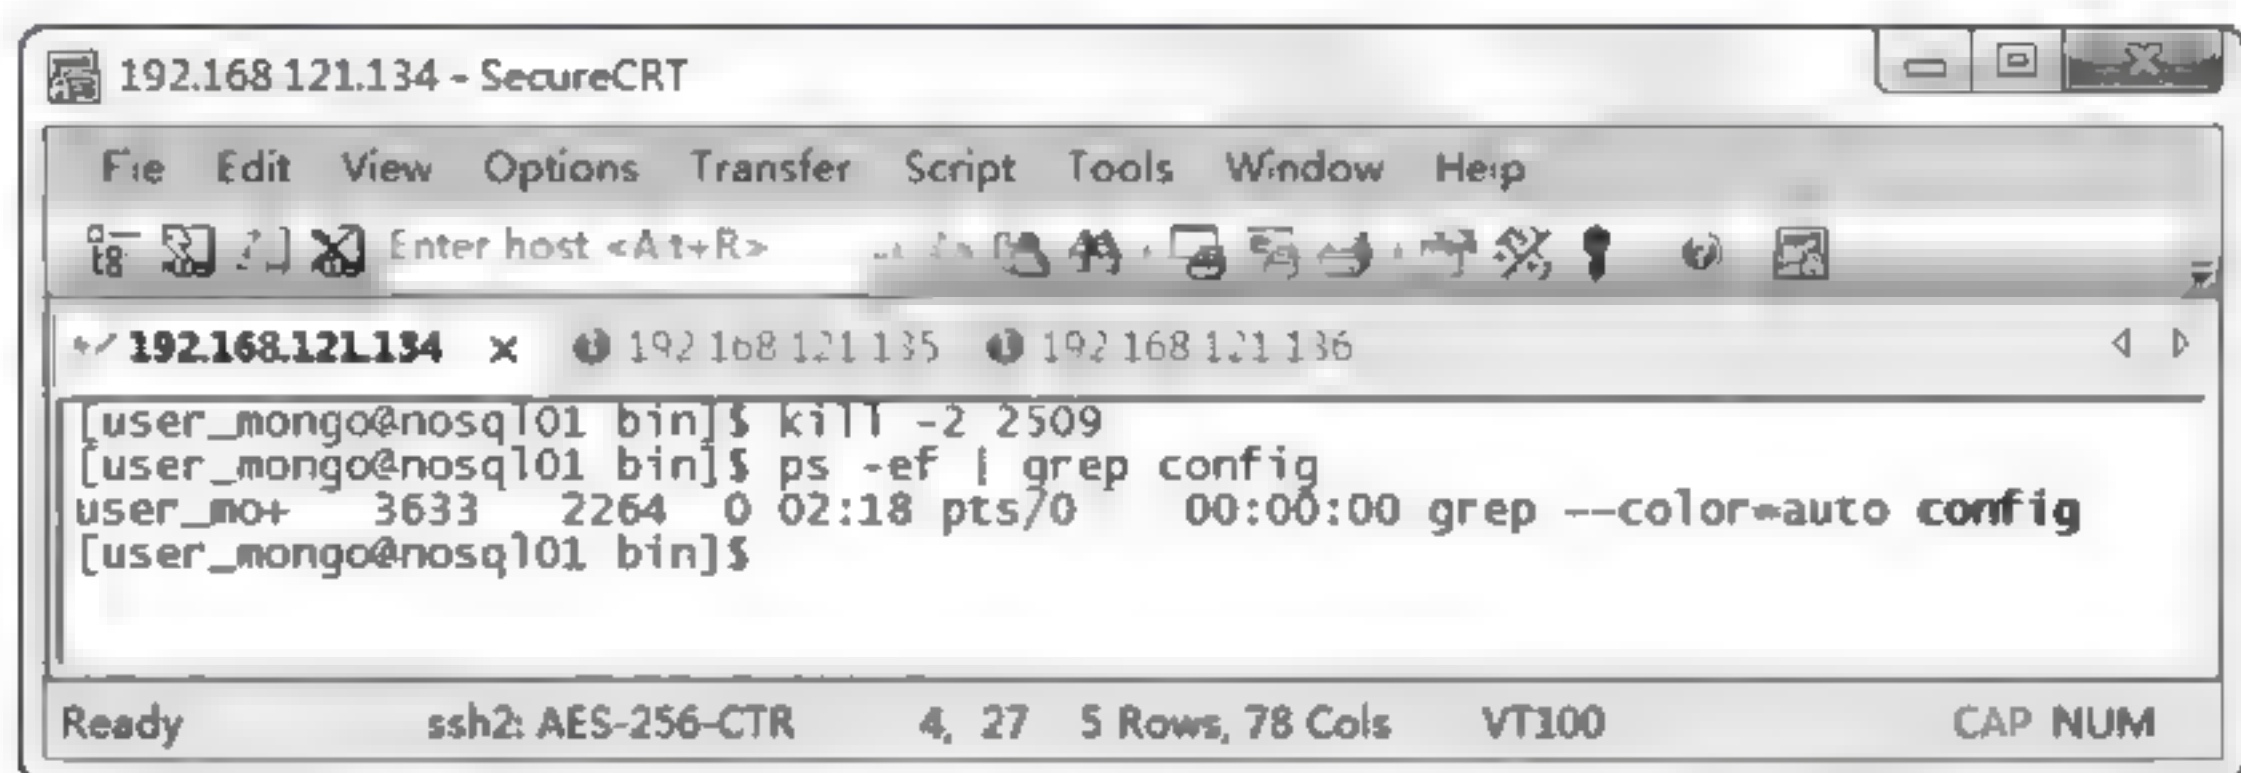 192.168.121.134 - SecureCRT
File Edit View Options Transfer Script Tools Window Help
Enter host <Alt+R>
192.168.121.134 × 192.168.121.135 192.168.121.136
[user_mongo@nosql01 bin]$ kill -2 2509
[user_mongo@nosql01 bin]$ ps -ef | grep config
user_mo+   3633   2264  0 02:18 pts/0    00:00:00 grep --color=auto config
[user_mongo@nosql01 bin]$
Ready ssh2: AES-256-CTR 4, 27 5 Rows, 78 Cols VT100 CAP NUM